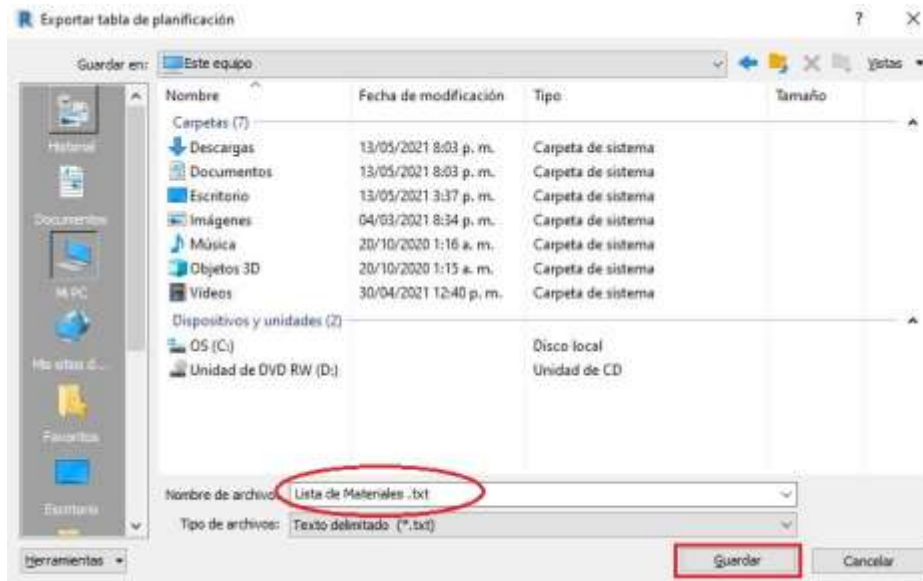 Exportar tabla de planificación
?
Guardar en: Este equipo
Vistas
Nombre Fecha de modificación Tipo Tamaño
Historial
Carpetas (7)
Descargas 13/05/2021 8:03 p. m. Carpeta de sistema
Documentos 13/05/2021 8:03 p. m. Carpeta de sistema
Escritorio 13/05/2021 3:37 p. m. Carpeta de sistema
Documentos
Imágenes 04/03/2021 8:34 p. m. Carpeta de sistema
Música 20/10/2020 1:16 a. m. Carpeta de sistema
Objetos 3D 20/10/2020 1:15 a. m. Carpeta de sistema
Mi PC
Vídeos 30/04/2021 12:40 p. m. Carpeta de sistema
Dispositivos y unidades (2)
OS (C:) Disco local
Mis sitios d...
Unidad de DVD RW (D:) Unidad de CD
Favoritos
Nombre de archivo: Lista de Materiales .txt
Escritorio
Tipo de archivos: Texto delimitado (*.txt)
Herramientas
Guardar
Cancelar